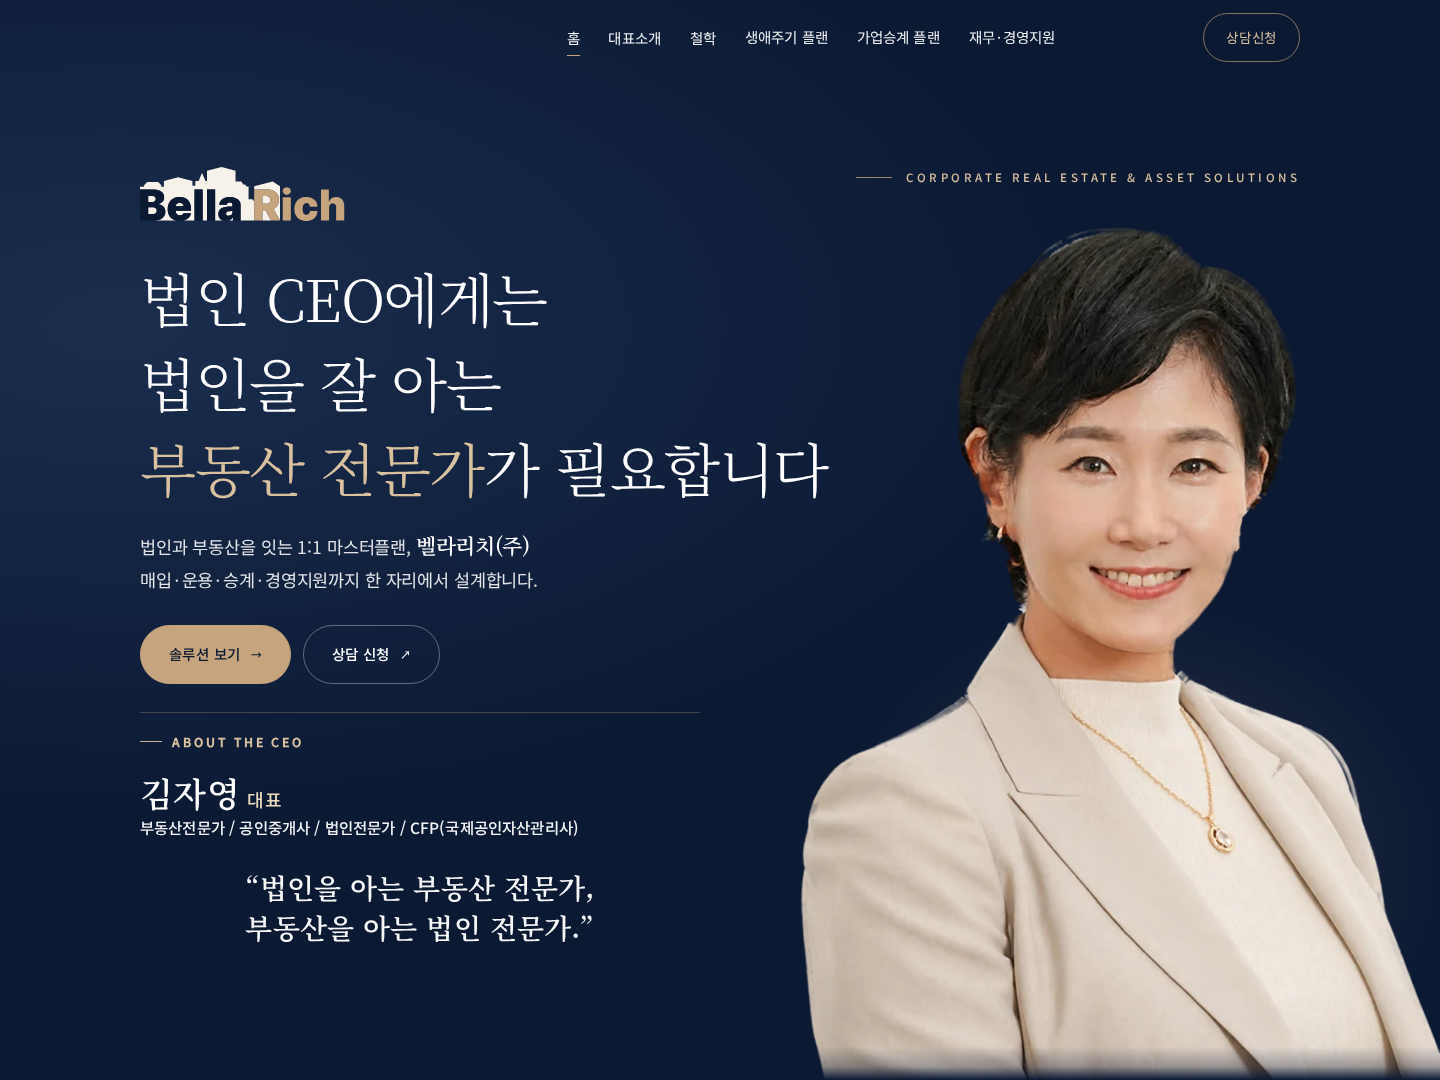 홈
대표소개
철학
생애주기 플랜
가업승계 플랜
재무·경영지원
상담신청
Bella Rich
CORPORATE REAL ESTATE & ASSET SOLUTIONS
법인 CEO에게는
법인을 잘 아는
부동산 전문가가 필요합니다
법인과 부동산을 잇는 1:1 마스터플랜, 벨라리치(주)
매입·운용·승계·경영지원까지 한 자리에서 설계합니다.
솔루션 보기 →
상담 신청 ↗
ABOUT THE CEO
김자영 대표
부동산전문가 / 공인중개사 / 법인전문가 / CFP(국제공인자산관리사)
“법인을 아는 부동산 전문가,
부동산을 아는 법인 전문가.”